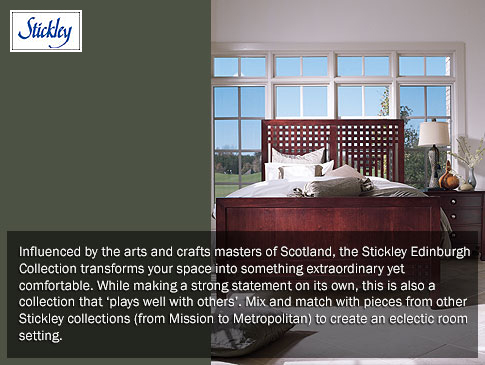 Stickley
Influenced by the arts and crafts masters of Scotland, the Stickley Edinburgh
Collection transforms your space into something extraordinary yet
comfortable. While making a strong statement on its own, this is also a
collection that ‘plays well with others’. Mix and match with pieces from other
Stickley collections (from Mission to Metropolitan) to create an eclectic room
setting.